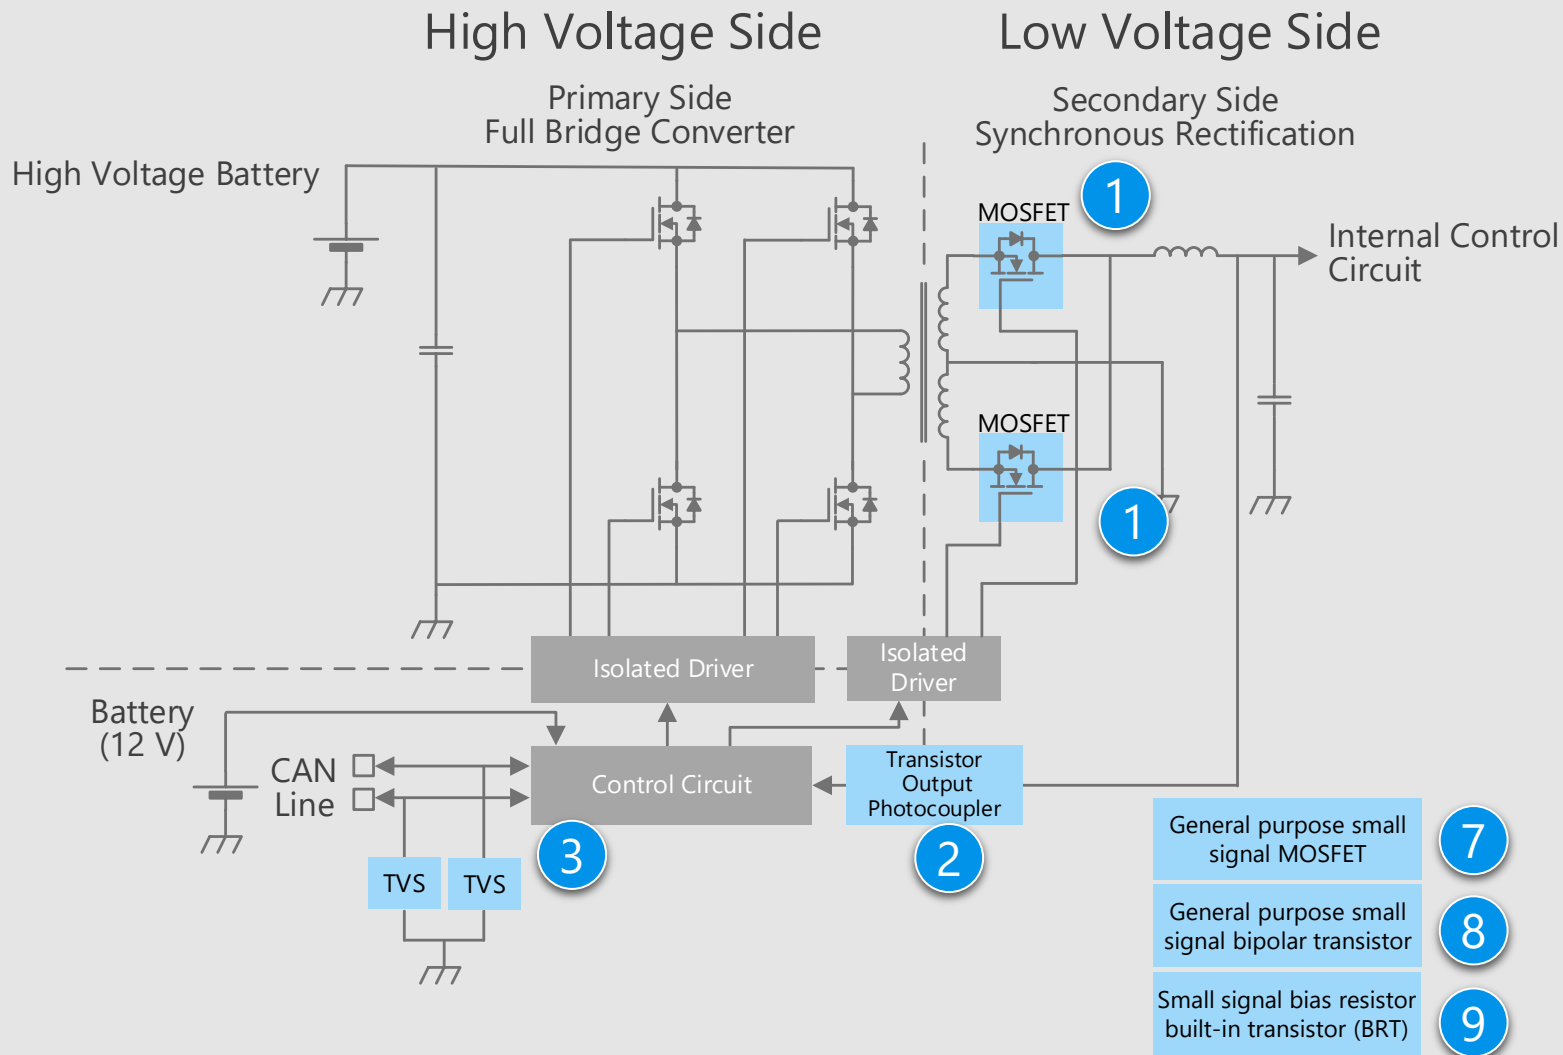 High Voltage Side
Low Voltage Side
Primary Side
Full Bridge Converter
Secondary Side
Synchronous Rectification
High Voltage Battery
1
MOSFET
Internal Control
Circuit
MOSFET
1
Isolated Driver
Isolated
Driver
Battery
(12 V)
CAN
Line
Control Circuit
Transistor
Output
Photocoupler
3
2
TVS
TVS
General purpose small
signal MOSFET
7
General purpose small
signal bipolar transistor
8
Small signal bias resistor
built-in transistor (BRT)
9